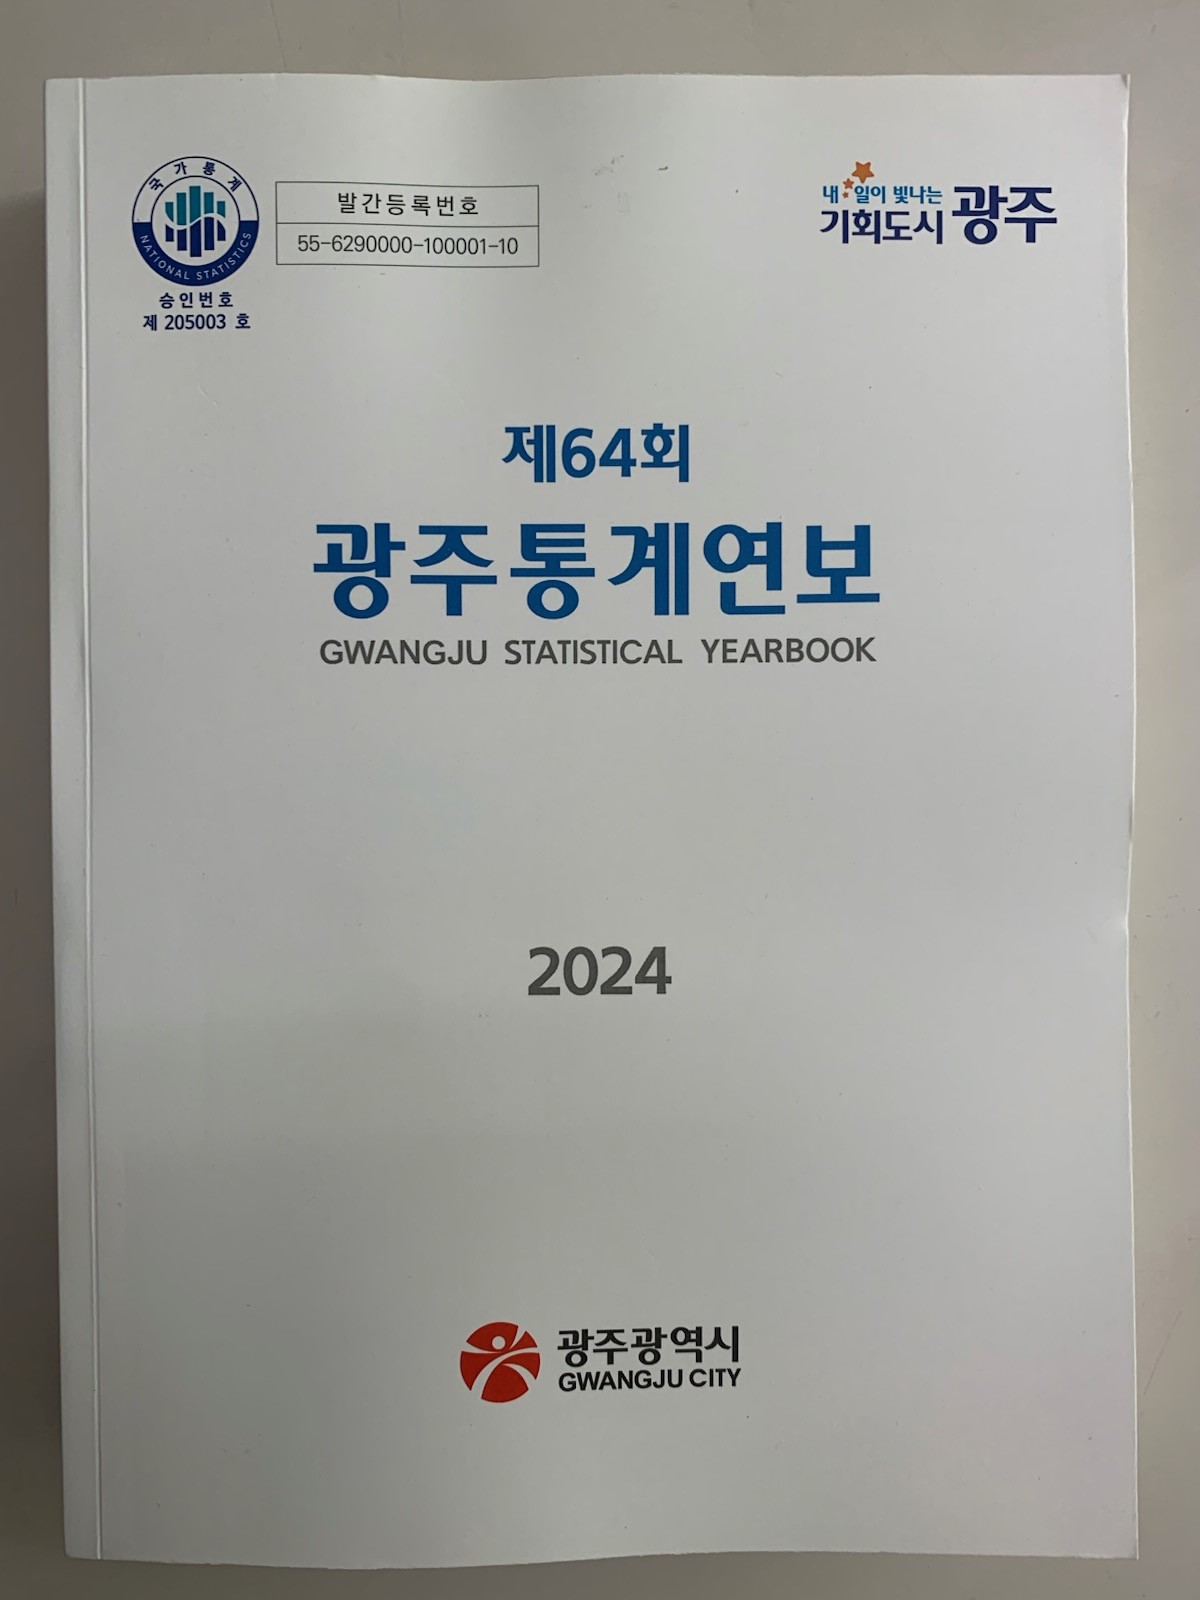 국가통계
NATIONAL STATISTICS
승인번호
제 205003 호
발간등록번호
55-6290000-100001-10
내☆일이 빛나는
기회도시 광주
제64회
광주통계연보
GWANGJU STATISTICAL YEARBOOK
2024
광주광역시
GWANGJU CITY